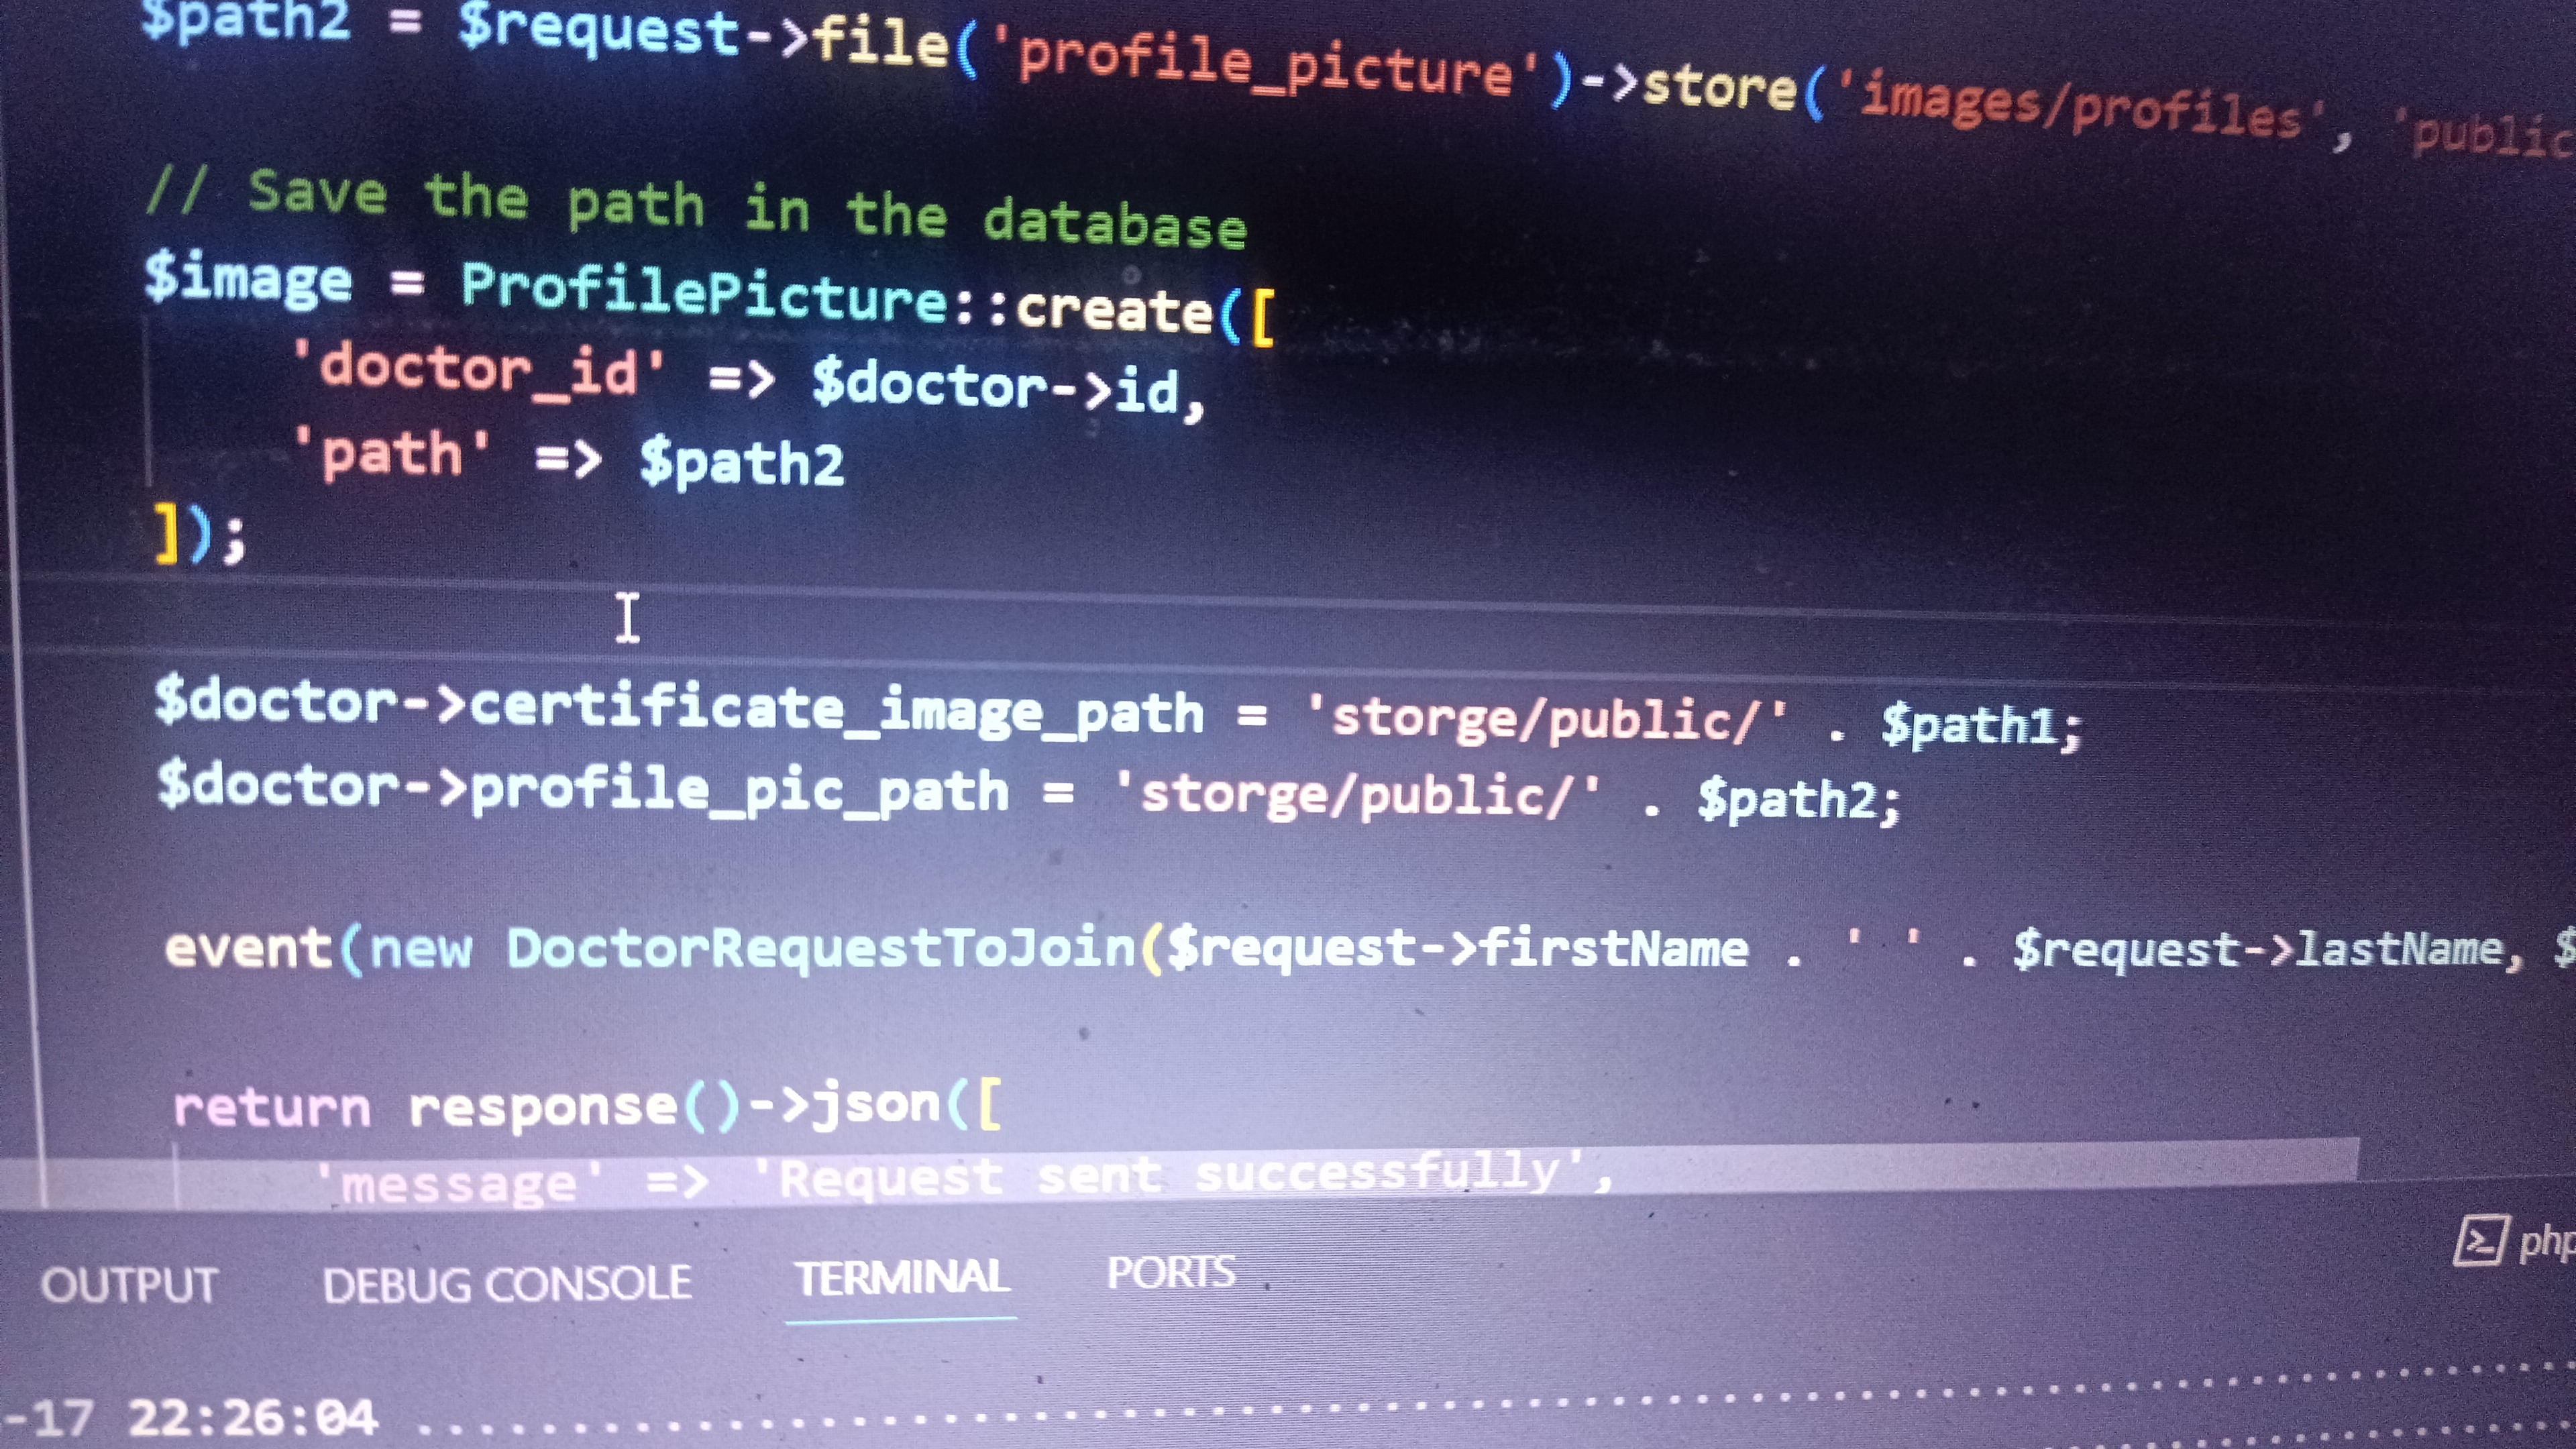 $path2 = $request->file('profile_picture')->store('images/profiles', 'public
// Save the path in the database
$image = ProfilePicture::create([
'doctor_id' => $doctor->id,
'path' => $path2
]);
$doctor->certificate_image_path = 'storge/public/' . $path1;
$doctor->profile_pic_path = 'storge/public/' . $path2;
event(new DoctorRequestToJoin($request->firstName . ' ' . $request->lastName, $
return response()->json([
'message' => 'Request sent successfully',
php
OUTPUT DEBUG CONSOLE TERMINAL PORTS
-17 22:26:04 ........................................